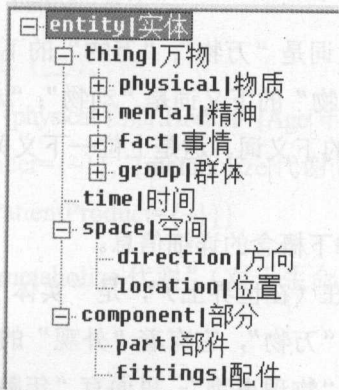 entity|实体
thing|万物
physical|物质
mental|精神
fact|事情
group|群体
time|时间
space|空间
direction|方向
location|位置
component|部分
part|部件
fittings|配件